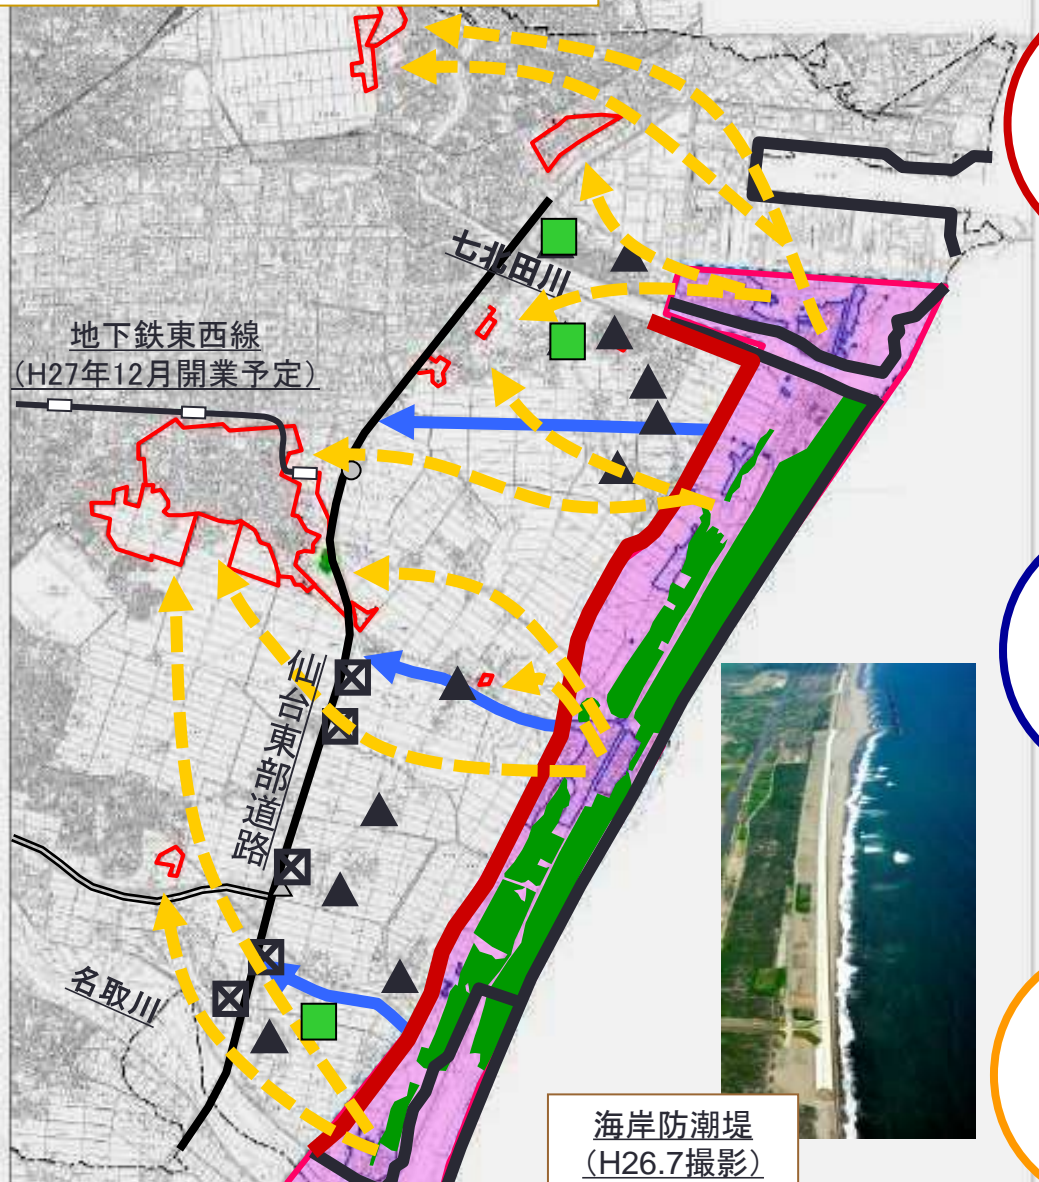 七北田川
地下鉄東西線
（H27年12月開業予定）
仙台東部道路
名取川
海岸防潮堤
（H26.7撮影）